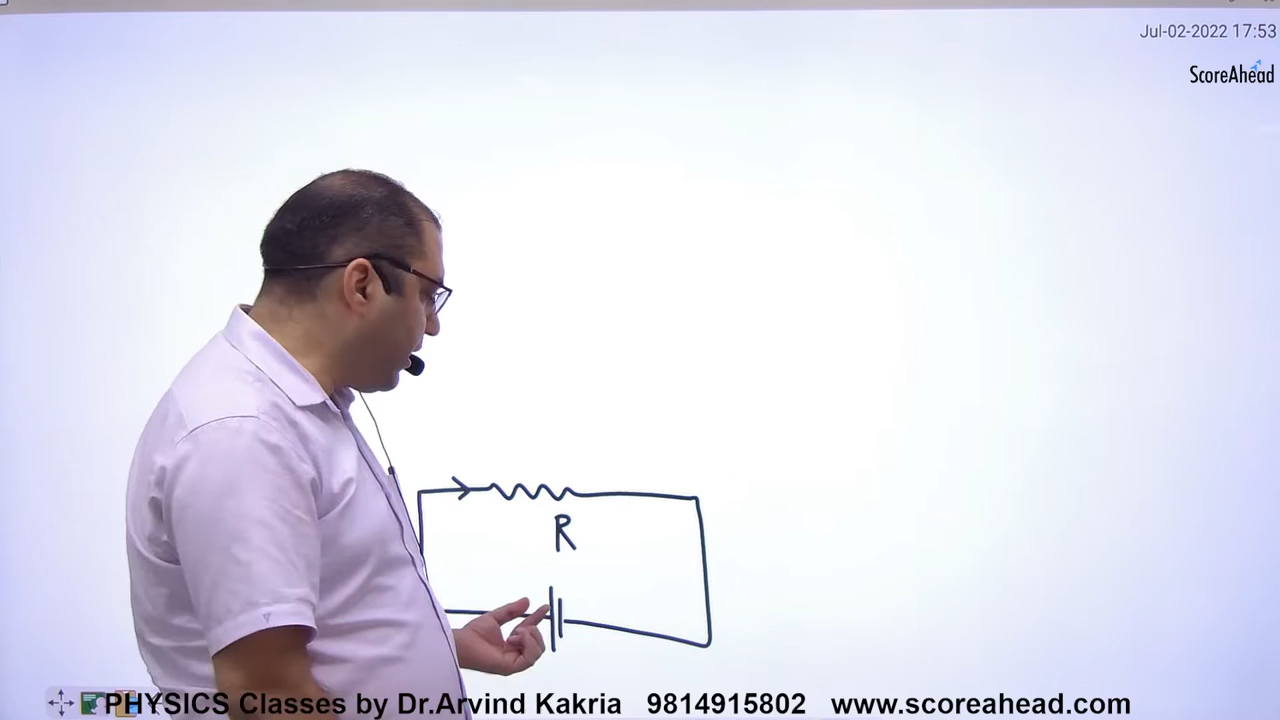 Jul-02-2022 17:53
ScoreAhead
R
PHYSICS Classes by Dr.Arvind Kakria 9814915802 www.scoreahead.com